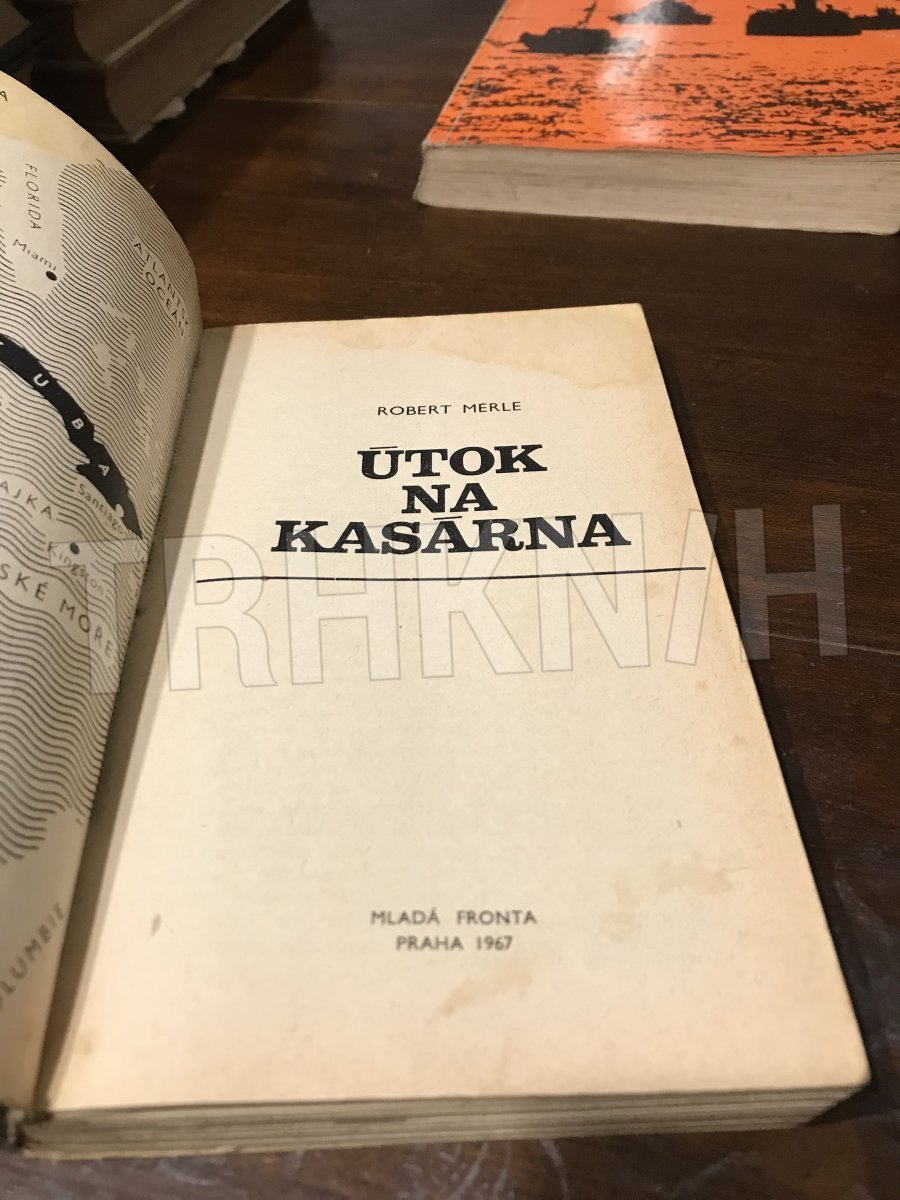 FLORIDA
Miami
ATLANTSKÝ
OCEÁN
UBA
Santiago
AJKA
Kingston
SKÉ MOŘE
OLUMBIE
ROBERT MERLE
ÚTOK
NA
KASÁRNA
TRHKNIH
MLADÁ FRONTA
PRAHA 1967